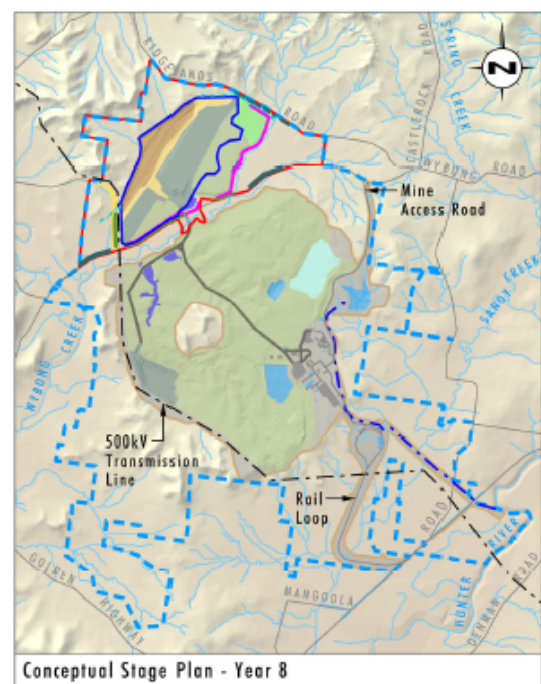 RIDGELANDS
ROAD
CASTLEROCK ROAD
SPRING CREEK
N
WYBONG ROAD
Mine
Access Road
SANDY CREEK
WYBONG CREEK
500kV
Transmission
Line
Rail
Loop
ROAD
HUNTER RIVER
MANGOOLA
DENMAN ROAD
GOLDEN
HIGHWAY
Conceptual Stage Plan - Year 8